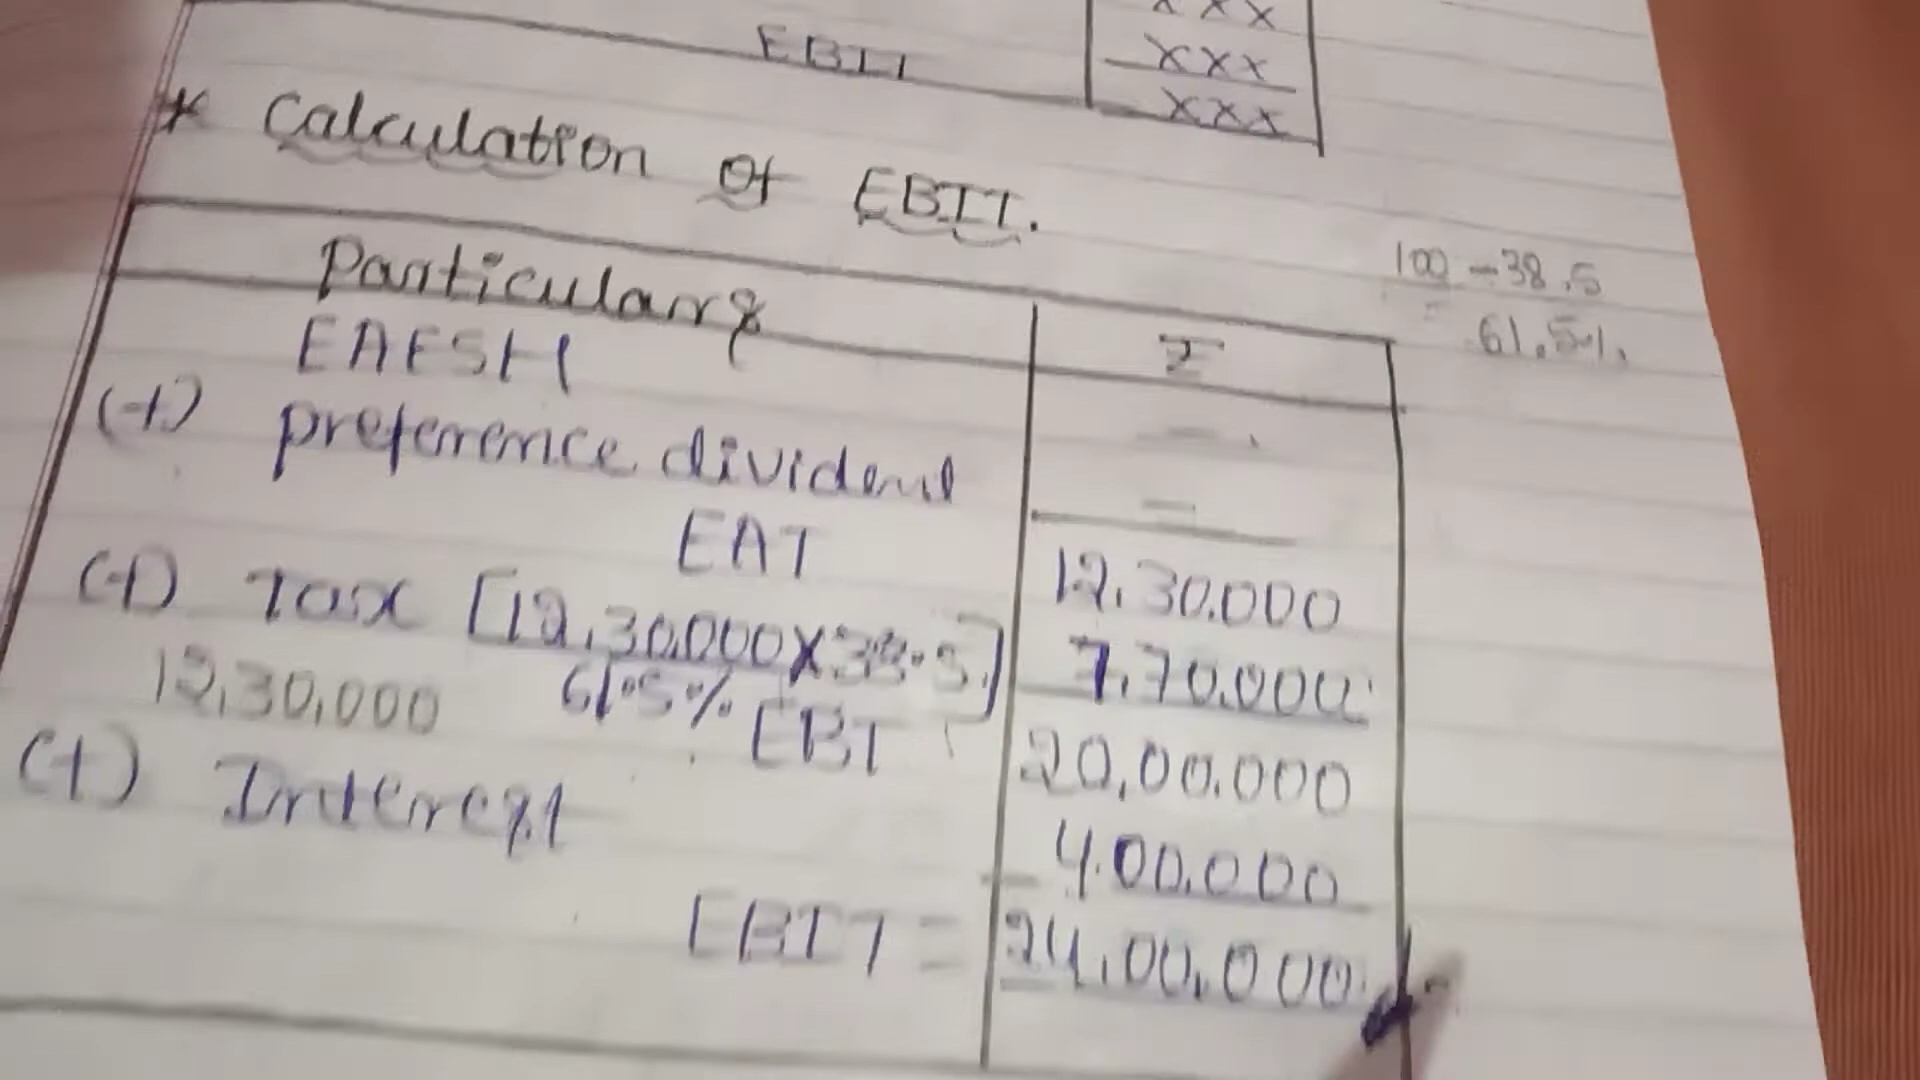 XXX
EBIT
XXX
XXX
* Calculation of EBIT.
Particulars ₹
100 - 38.5
= 61.5%.
EAESH -
(+) preference dividend -
EAT 12,30,000
(+) Tax [12,30,000 X 38.5] 7,70,000
61.5%
12,30,000
EBT 20,00,000
(+) Interest 4,00,000
EBIT = 24,00,000